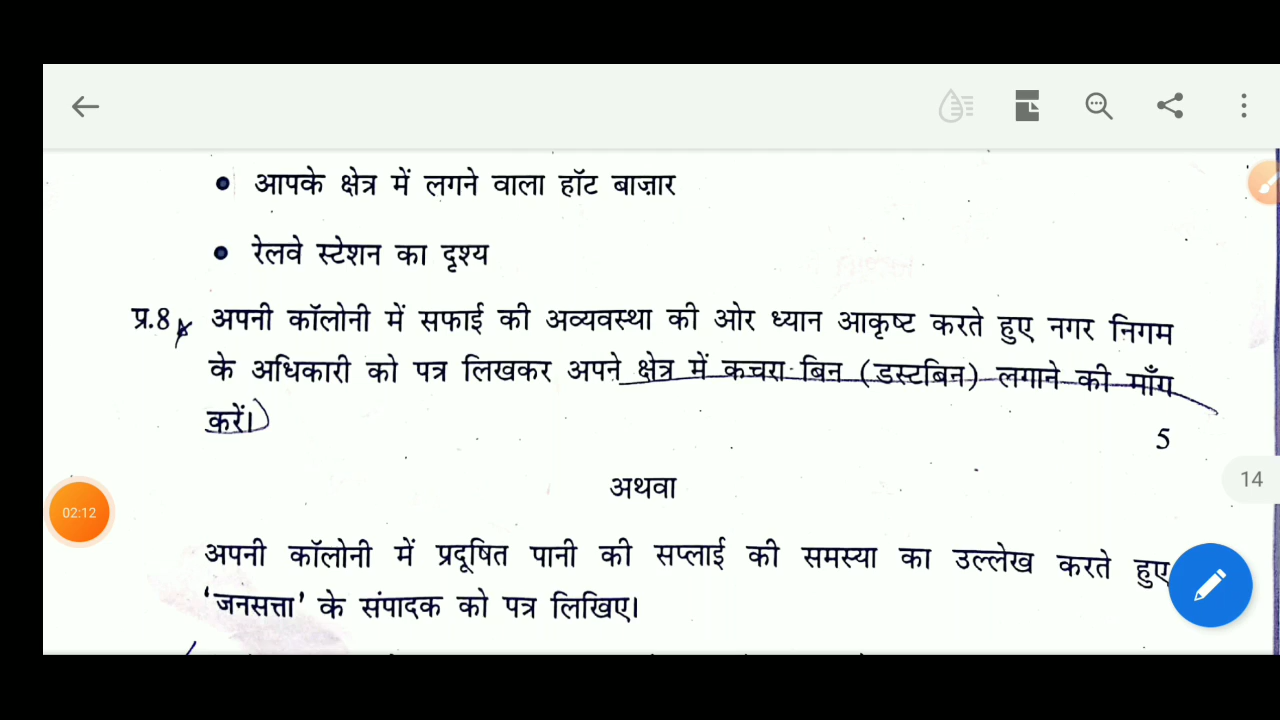 • आपके क्षेत्र में लगने वाला हॉट बाज़ार
• रेलवे स्टेशन का दृश्य
प्र.8 अपनी कॉलोनी में सफाई की अव्यवस्था की ओर ध्यान आकृष्ट करते हुए नगर निगम
के अधिकारी को पत्र लिखकर अपने क्षेत्र में कचरा बिन (डस्टबिन) लगाने की माँग
करें।
5
अथवा
14
02:12
अपनी कॉलोनी में प्रदूषित पानी की सप्लाई की समस्या का उल्लेख करते हुए
'जनसत्ता' के संपादक को पत्र लिखिए।